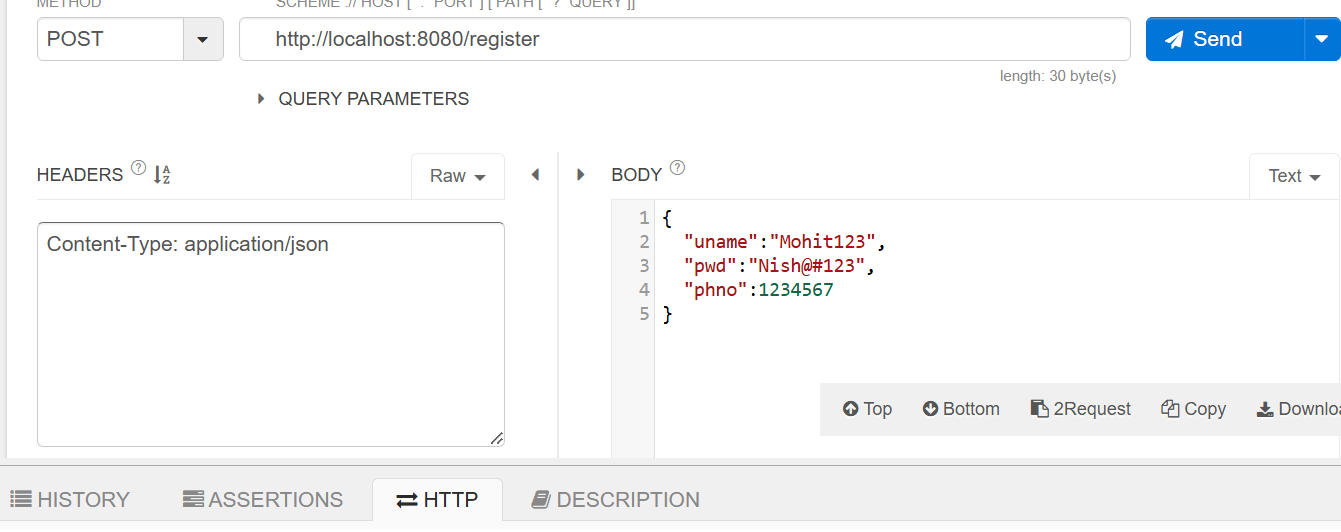 METHOD
SCHEME :// HOST [ ":" PORT ] [ PATH [ "?" QUERY ]]
POST
http://localhost:8080/register
Send
length: 30 byte(s)
QUERY PARAMETERS
HEADERS ? A Z
Raw
Content-Type: application/json
BODY ?
Text
1 {
2 "uname":"Mohit123",
3 "pwd":"Nish@#123",
4 "phno":1234567
5 }
Top Bottom 2Request Copy Downloa
HISTORY ASSERTIONS HTTP DESCRIPTION